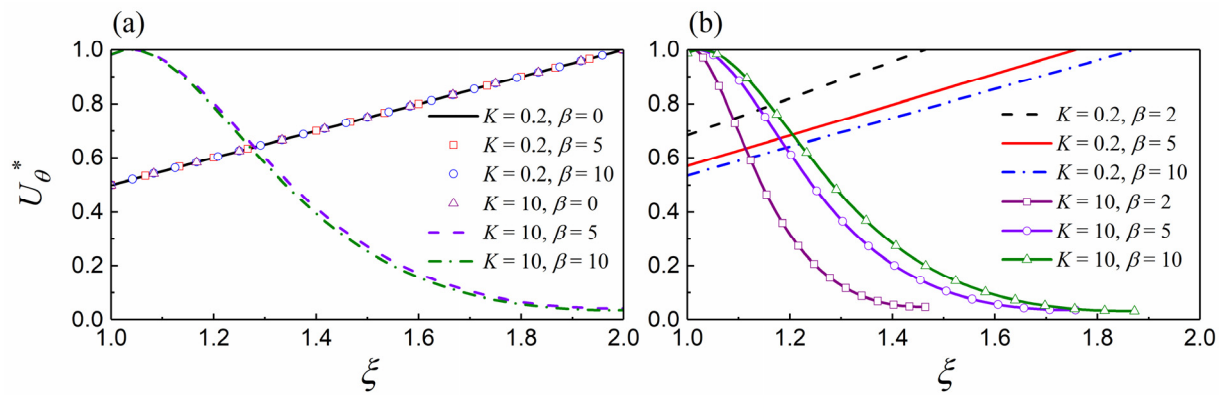 (a)
U_θ*
1.0
0.8
0.6
0.4
0.2
0.0
K = 0.2, β = 0
K = 0.2, β = 5
K = 0.2, β = 10
K = 10, β = 0
K = 10, β = 5
K = 10, β = 10
1.0 1.2 1.4 1.6 1.8 2.0
ξ
(b)
1.0
0.8
0.6
0.4
0.2
0.0
K = 0.2, β = 2
K = 0.2, β = 5
K = 0.2, β = 10
K = 10, β = 2
K = 10, β = 5
K = 10, β = 10
1.0 1.2 1.4 1.6 1.8 2.0
ξ